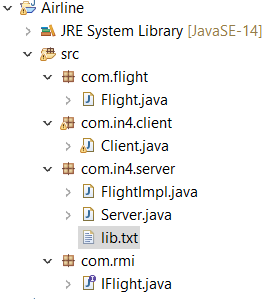 Airline
JRE System Library [JavaSE-14]
src
com.flight
Flight.java
com.in4.client
Client.java
com.in4.server
FlightImpl.java
Server.java
lib.txt
com.rmi
IFlight.java